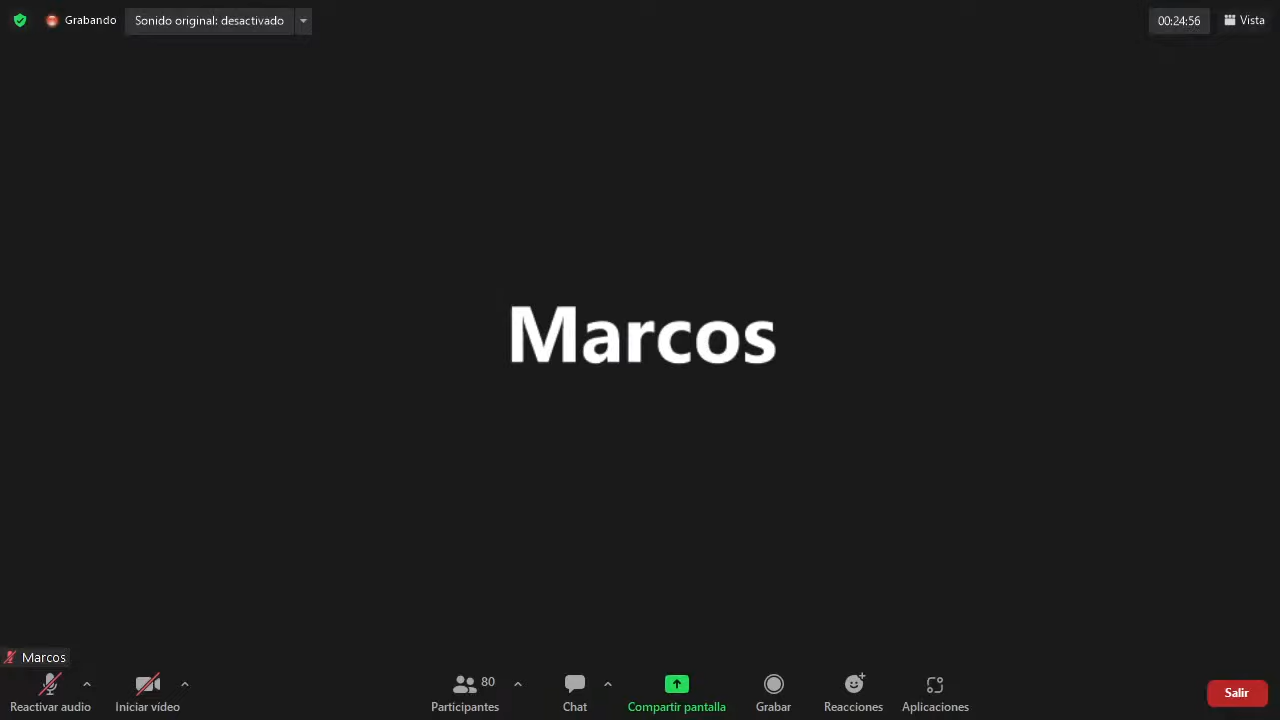 Grabando
Sonido original: desactivado
00:24:56
Vista
Marcos
Marcos
Reactivar audio
Iniciar vídeo
80
Participantes
Chat
Compartir pantalla
Grabar
Reacciones
Aplicaciones
Salir